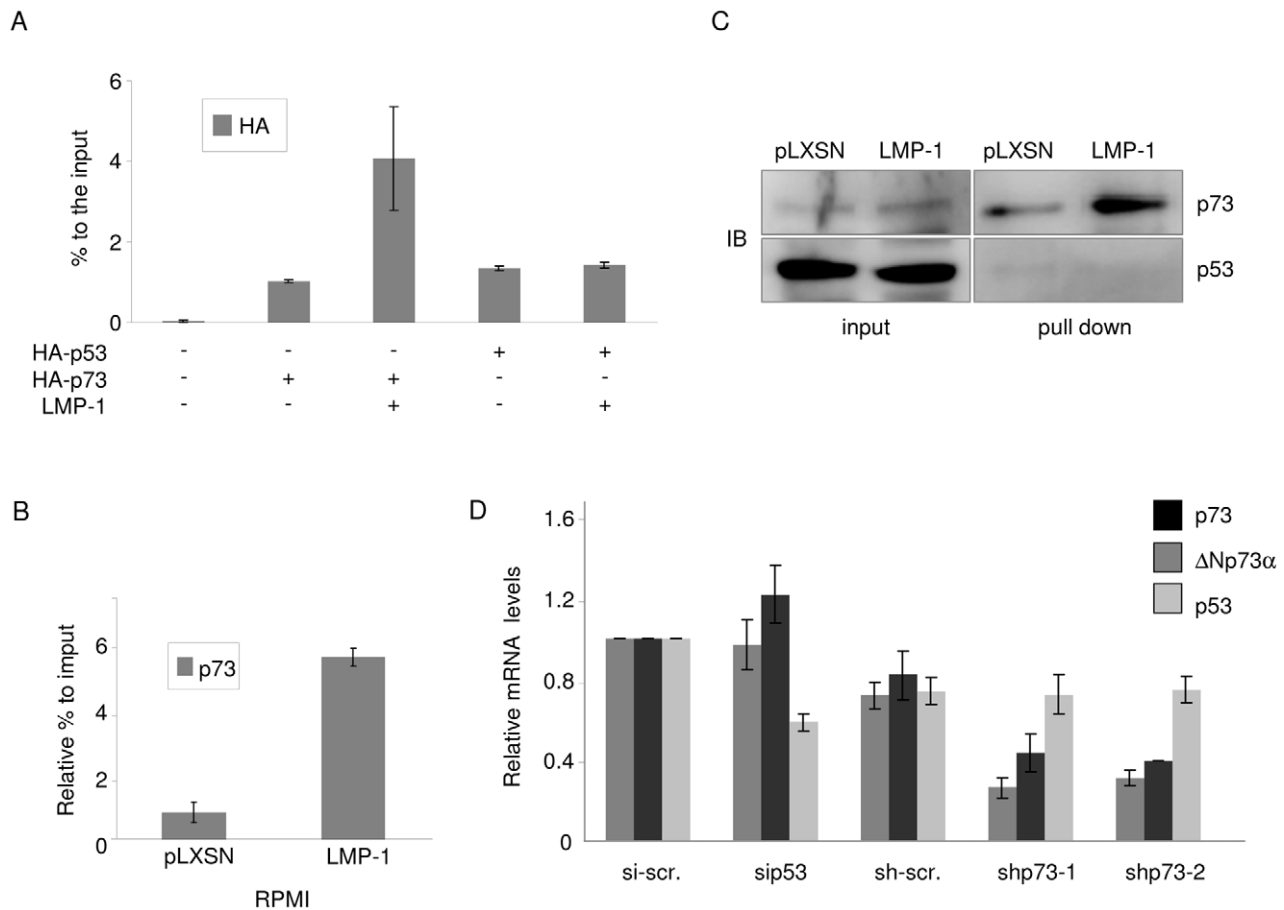 A
% to the input
6
4
2
0
HA
HA-p53 - - - + +
HA-p73 - + + - -
LMP-1 - - + - +
B
Relative % to input
6
4
2
0
p73
pLXSN LMP-1
RPMI
C
pLXSN LMP-1 pLXSN LMP-1
IB
p73
p53
input pull down
D
Relative mRNA levels
1.6
1.2
0.8
0.4
0
p73
ΔNp73α
p53
si-scr. sip53 sh-scr. shp73-1 shp73-2